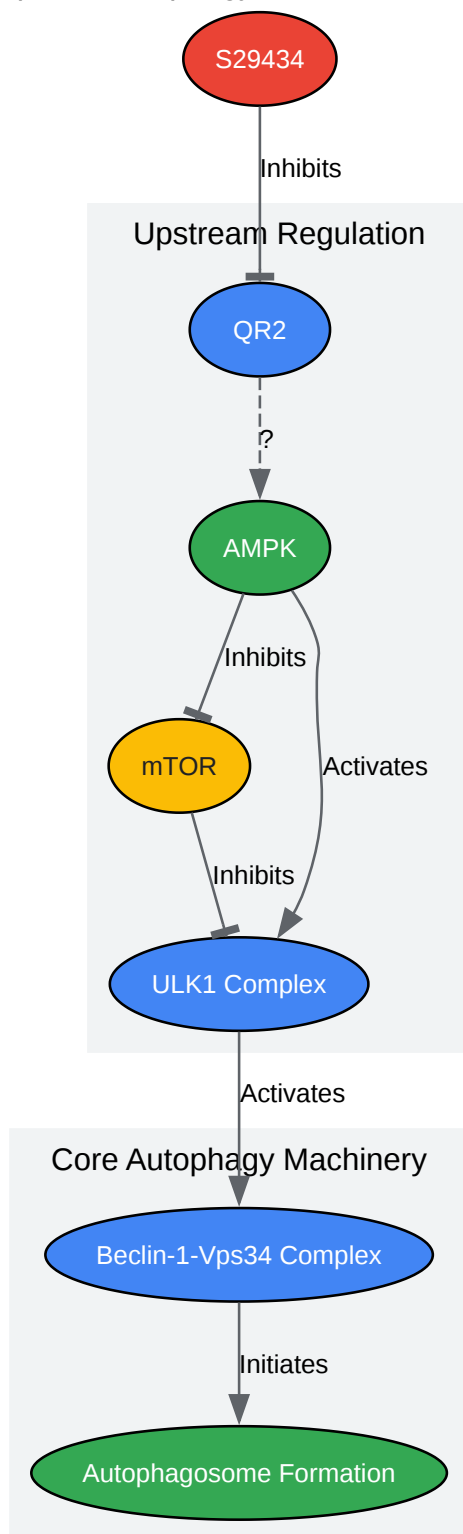 S29434
Inhibits
Upstream Regulation
QR2
?
AMPK
Inhibits
mTOR
Activates
Inhibits
ULK1 Complex
Activates
Core Autophagy Machinery
Beclin-1-Vps34 Complex
Initiates
Autophagosome Formation